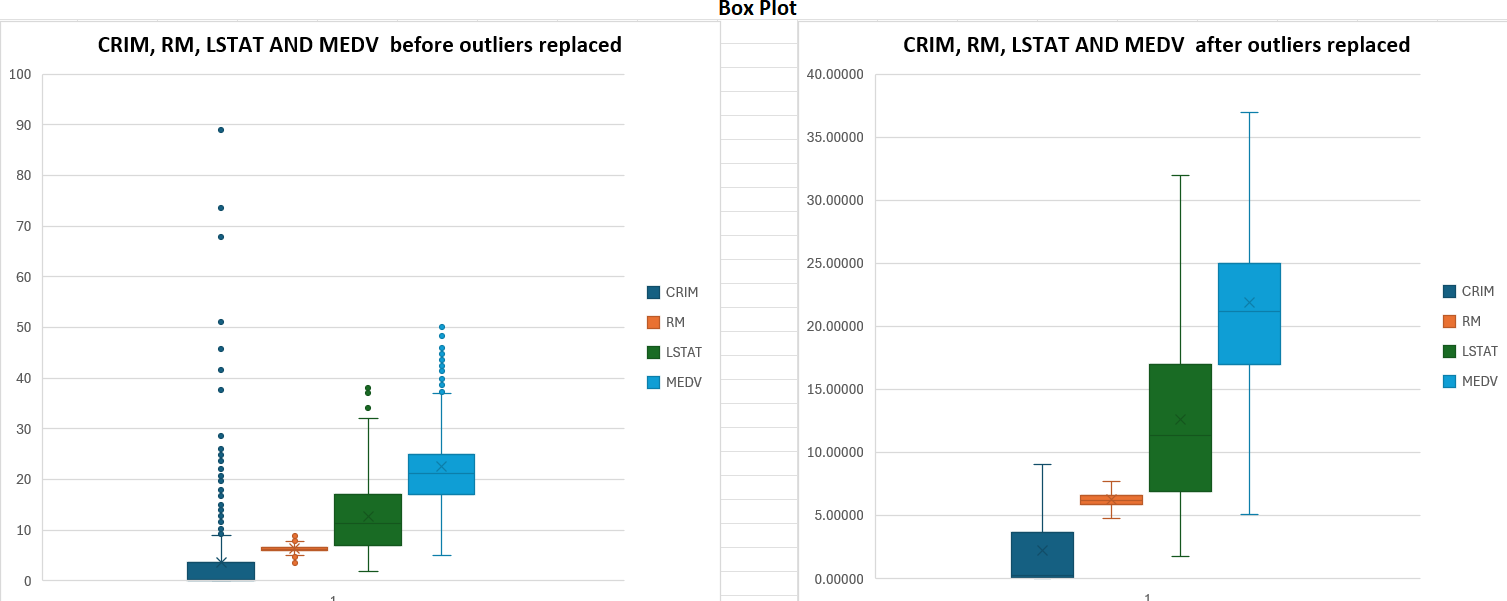 Box Plot
CRIM, RM, LSTAT AND MEDV before outliers replaced
100
90
80
70
60
50
40
30
20
10
0
1
CRIM
RM
LSTAT
MEDV
CRIM, RM, LSTAT AND MEDV after outliers replaced
40.00000
35.00000
30.00000
25.00000
20.00000
15.00000
10.00000
5.00000
0.00000
1
CRIM
RM
LSTAT
MEDV